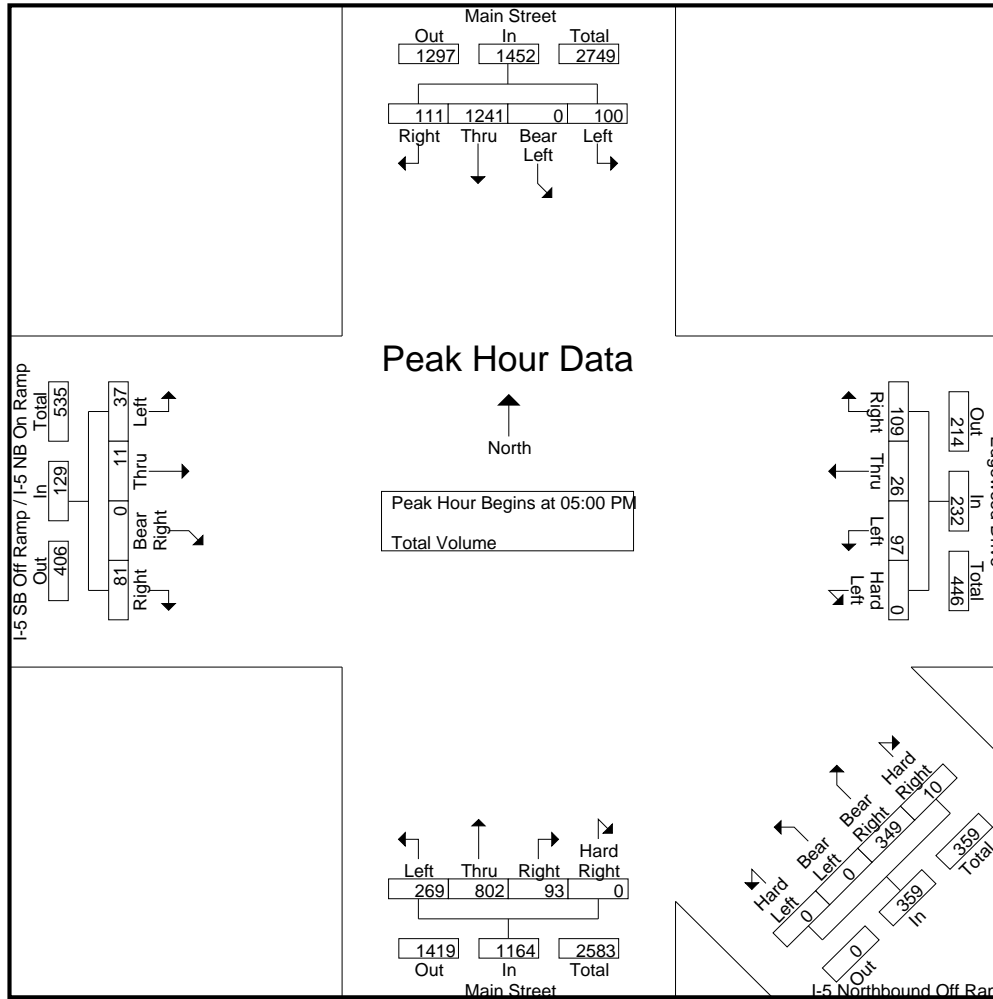 Main Street
Out In Total
1297 1452 2749
111 1241 0 100
Right Thru Bear Left Left
Peak Hour Data
North
Peak Hour Begins at 05:00 PM
Total Volume
I-5 SB Off Ramp / I-5 NB On Ramp
Total In Out
535 129 406
37 11 0 81
Left Thru Bear Right Right
Out In Total
214 232 446
109 26 97 0
Right Thru Left Hard Left
Left Thru Right Hard Right
269 802 93 0
1419 1164 2583
Out In Total
Main Street
Hard Left Bear Left Bear Right Hard Right
0 0 349 10
0 359 359
Out In Total
I-5 Northbound Off